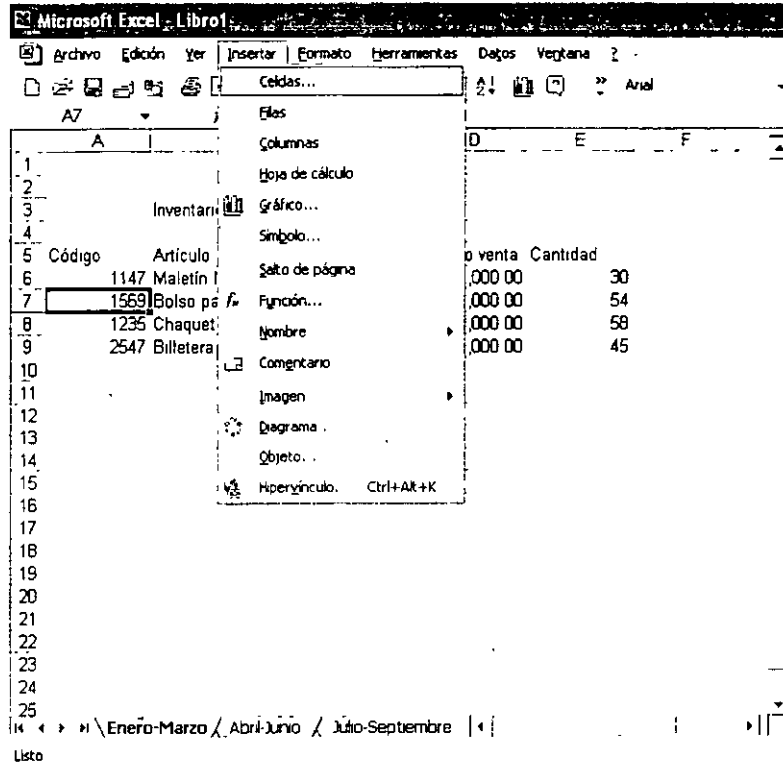 Microsoft Excel - Libro1
Archivo Edición Ver Insertar Formato Herramientas Datos Ventana ?
Arial
A7
A D E F
Celdas...
Filas
Columnas
Hoja de cálculo
Gráfico...
Símbolo...
Salto de página
Función...
Nombre
Comentario
Imagen
Diagrama .
Objeto. .
Hipervínculo. Ctrl+Alt+K
1
2
3 Inventari
4
5 Código Artículo o venta Cantidad
6 1147 Maletín ,000 00 30
7 1569 Bolso pa ,000 00 54
8 1235 Chaquet ,000 00 58
9 2547 Billetera ,000 00 45
10
11
12
13
14
15
16
17
18
19
20
21
22
23
24
25
Enero-Marzo Abril-Junio Julio-Septiembre
Listo